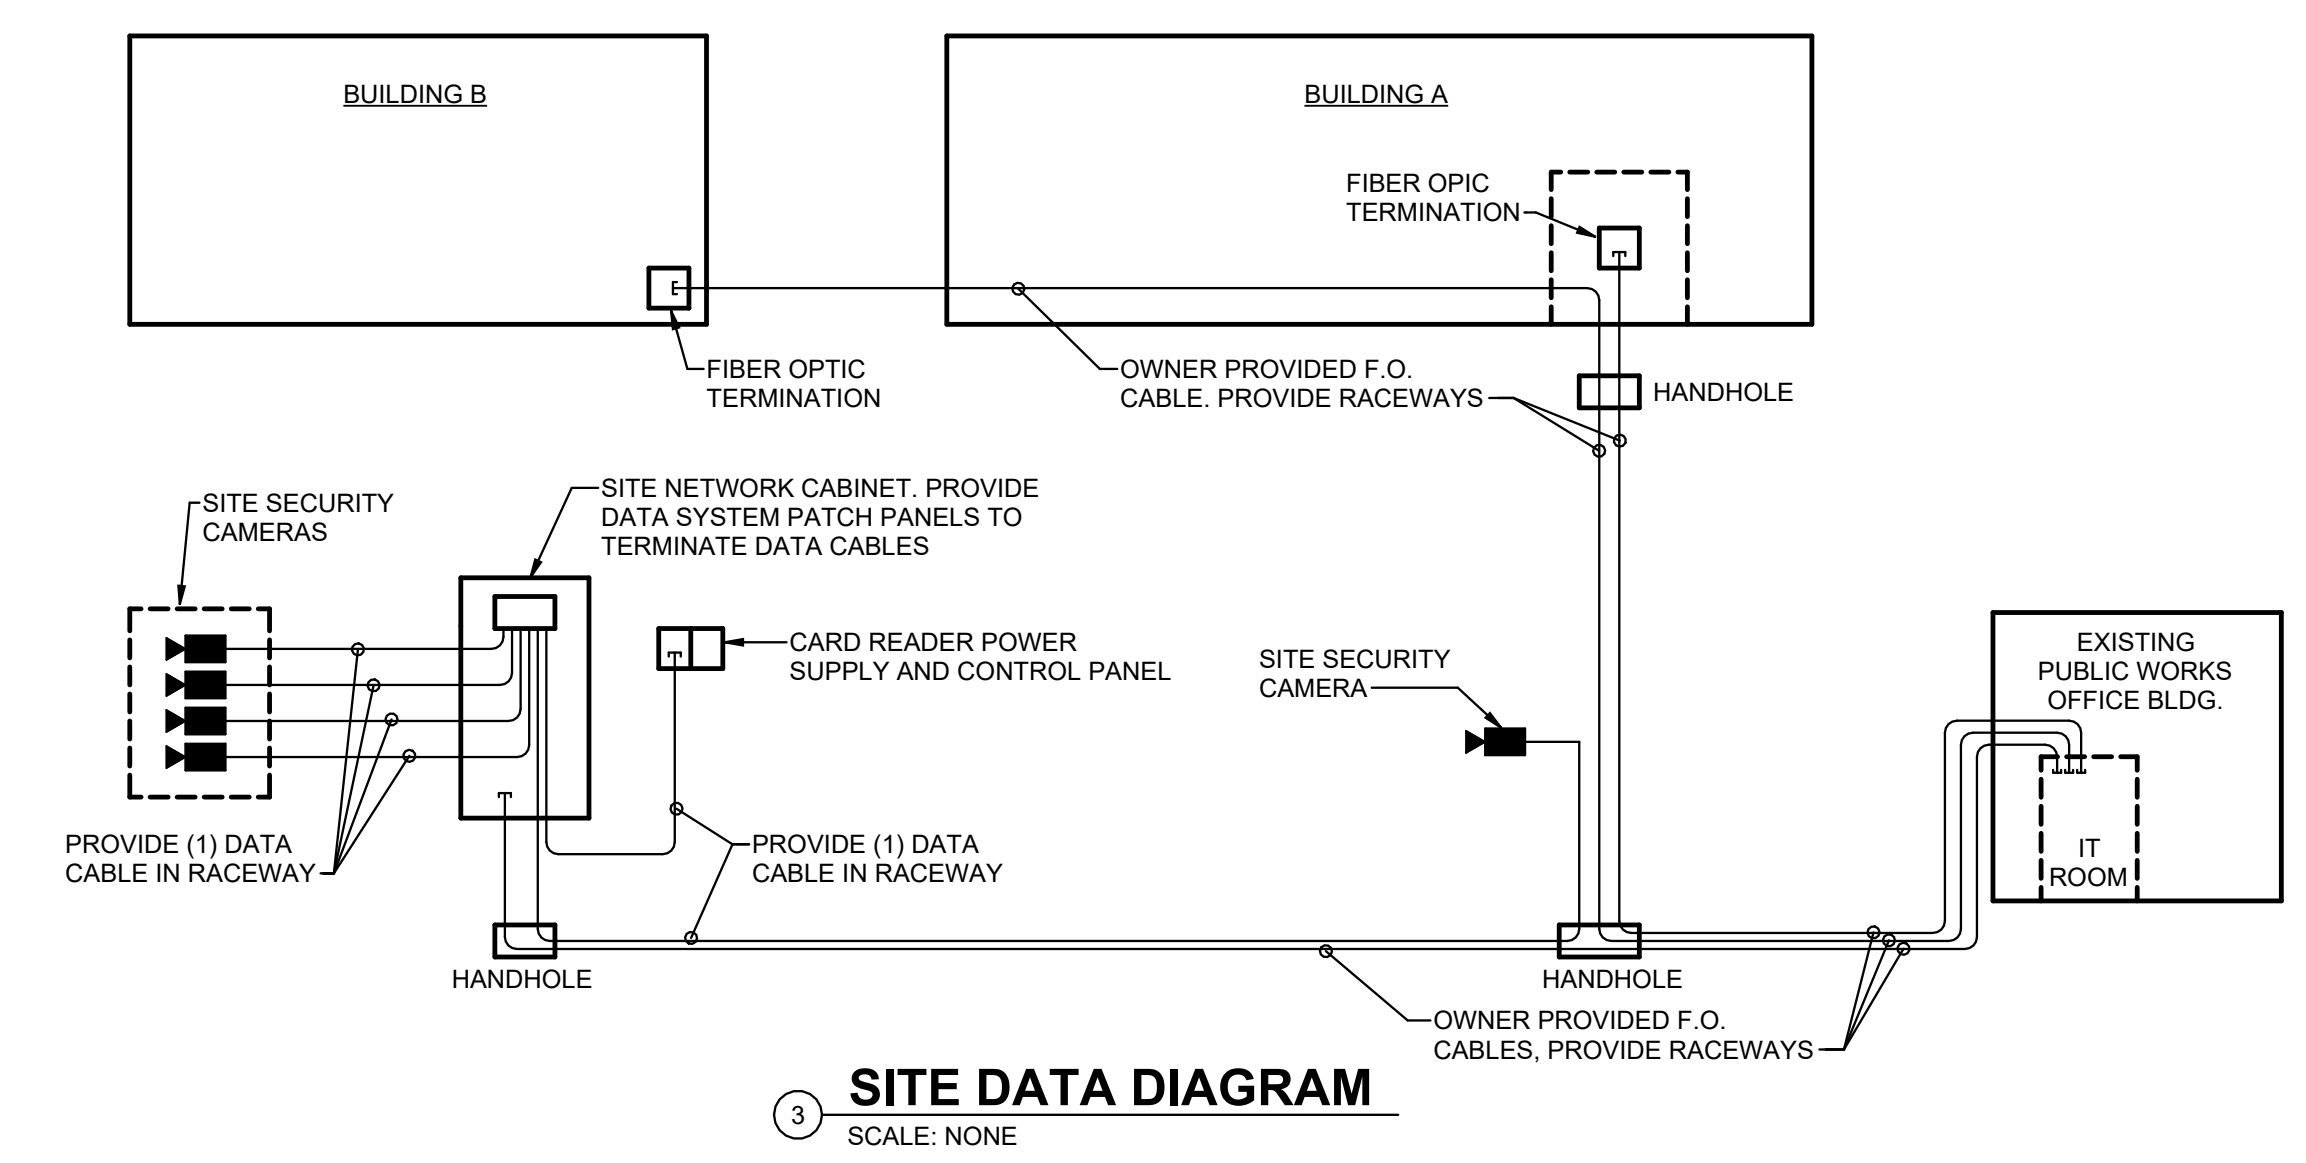 BUILDING B
BUILDING A
FIBER OPIC
TERMINATION
FIBER OPTIC
TERMINATION
OWNER PROVIDED F.O.
CABLE. PROVIDE RACEWAYS
HANDHOLE
SITE SECURITY
CAMERAS
SITE NETWORK CABINET. PROVIDE
DATA SYSTEM PATCH PANELS TO
TERMINATE DATA CABLES
CARD READER POWER
SUPPLY AND CONTROL PANEL
SITE SECURITY
CAMERA
EXISTING
PUBLIC WORKS
OFFICE BLDG.
IT
ROOM
PROVIDE (1) DATA
CABLE IN RACEWAY
PROVIDE (1) DATA
CABLE IN RACEWAY
HANDHOLE
HANDHOLE
OWNER PROVIDED F.O.
CABLES, PROVIDE RACEWAYS
3
SITE DATA DIAGRAM
SCALE: NONE